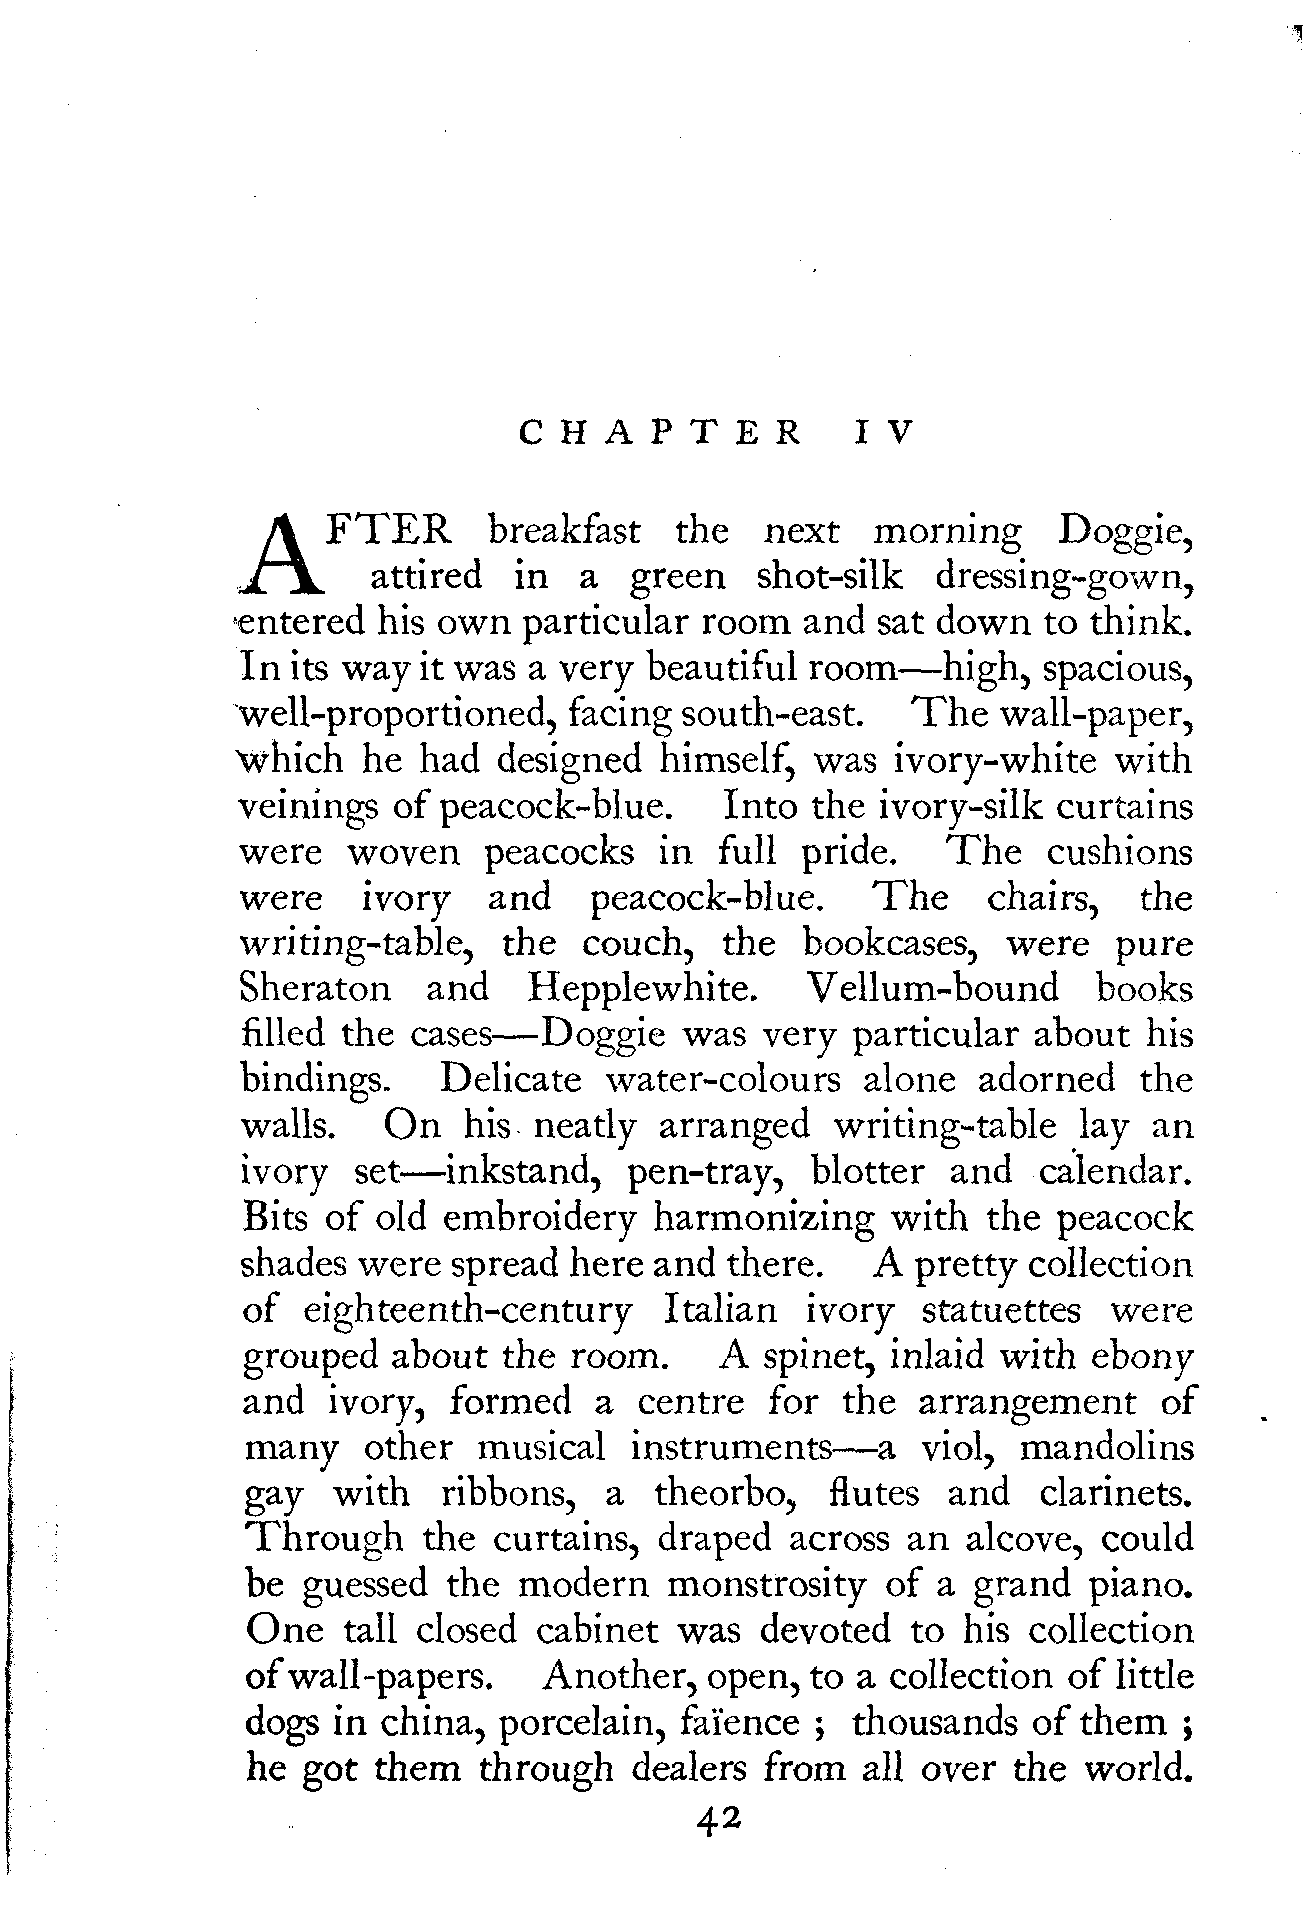 CHAPTER IV
AFTER breakfast the next morning Doggie,
attired in a green shot-silk dressing-gown,
entered his own particular room and sat down to think.
In its way it was a very beautiful room—high, spacious,
well-proportioned, facing south-east. The wall-paper,
which he had designed himself, was ivory-white with
veinings of peacock-blue. Into the ivory-silk curtains
were woven peacocks in full pride. The cushions
were ivory and peacock-blue. The chairs, the
writing-table, the couch, the bookcases, were pure
Sheraton and Hepplewhite. Vellum-bound books
filled the cases—Doggie was very particular about his
bindings. Delicate water-colours alone adorned the
walls. On his neatly arranged writing-table lay an
ivory set—inkstand, pen-tray, blotter and calendar.
Bits of old embroidery harmonizing with the peacock
shades were spread here and there. A pretty collection
of eighteenth-century Italian ivory statuettes were
grouped about the room. A spinet, inlaid with ebony
and ivory, formed a centre for the arrangement of
many other musical instruments—a viol, mandolins
gay with ribbons, a theorbo, flutes and clarinets.
Through the curtains, draped across an alcove, could
be guessed the modern monstrosity of a grand piano.
One tall closed cabinet was devoted to his collection
of wall-papers. Another, open, to a collection of little
dogs in china, porcelain, faïence ; thousands of them ;
he got them through dealers from all over the world.
42